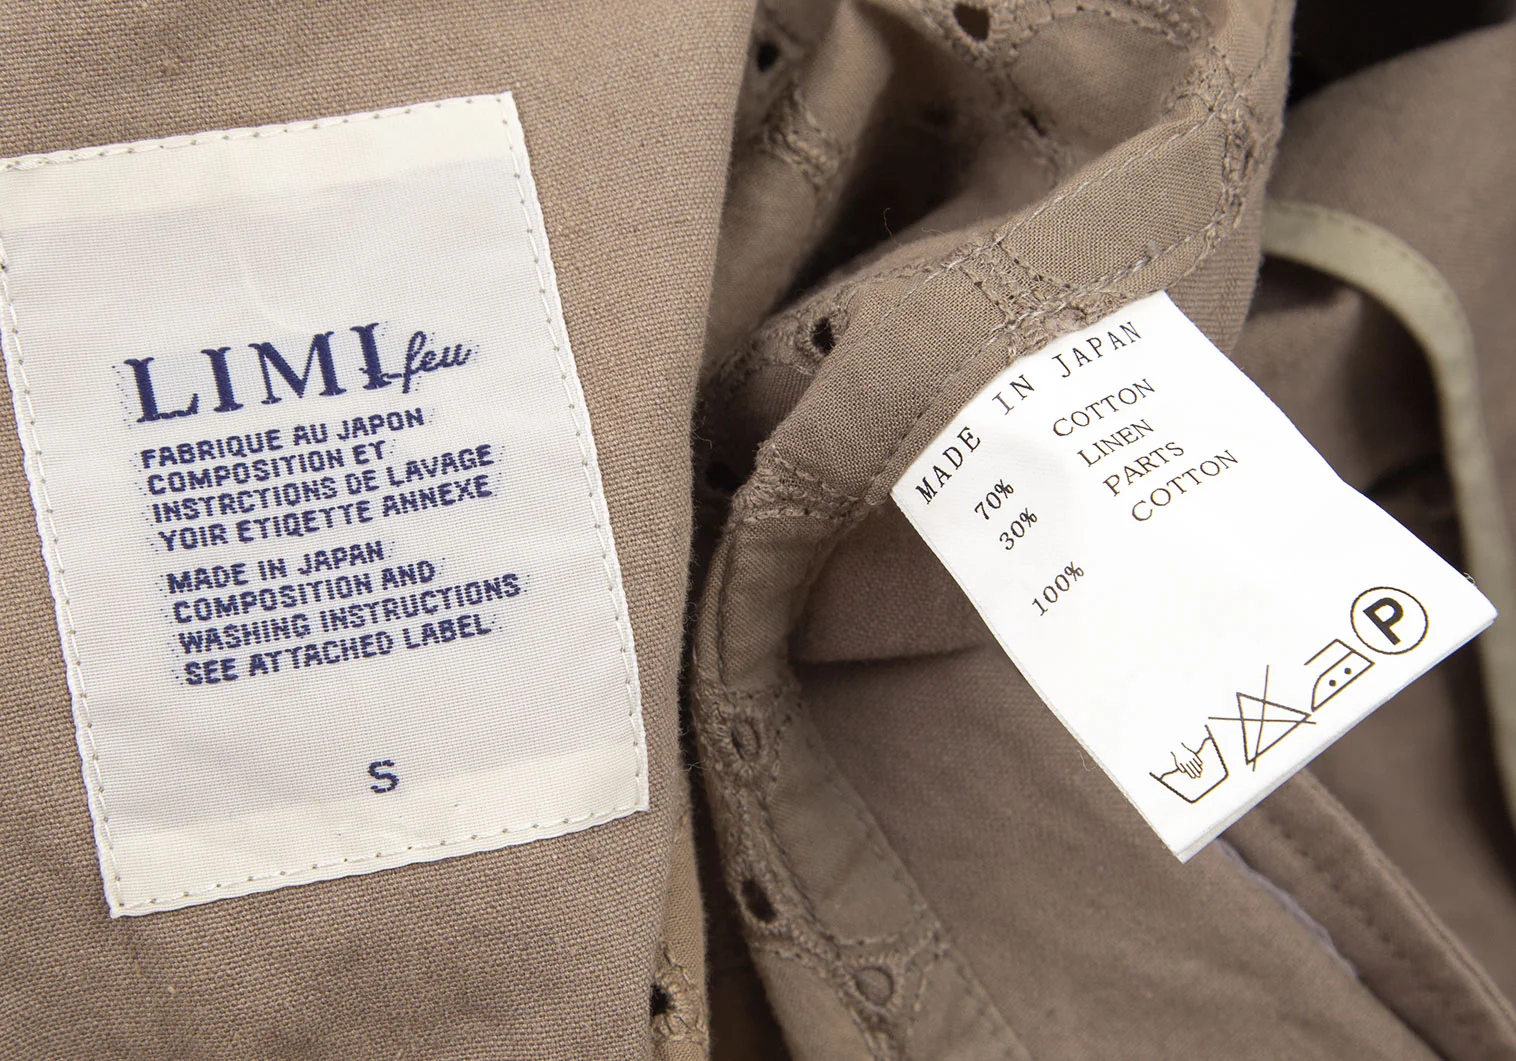 LIMI feu
FABRIQUE AU JAPON
COMPOSITION ET
INSTRCTIONS DE LAVAGE
YOIR ETIQETTE ANNEXE
MADE IN JAPAN
COMPOSITION AND
WASHING INSTRUCTIONS
SEE ATTACHED LABEL
S
MADE IN JAPAN
70% COTTON
30% LINEN
PARTS
100% COTTON
P